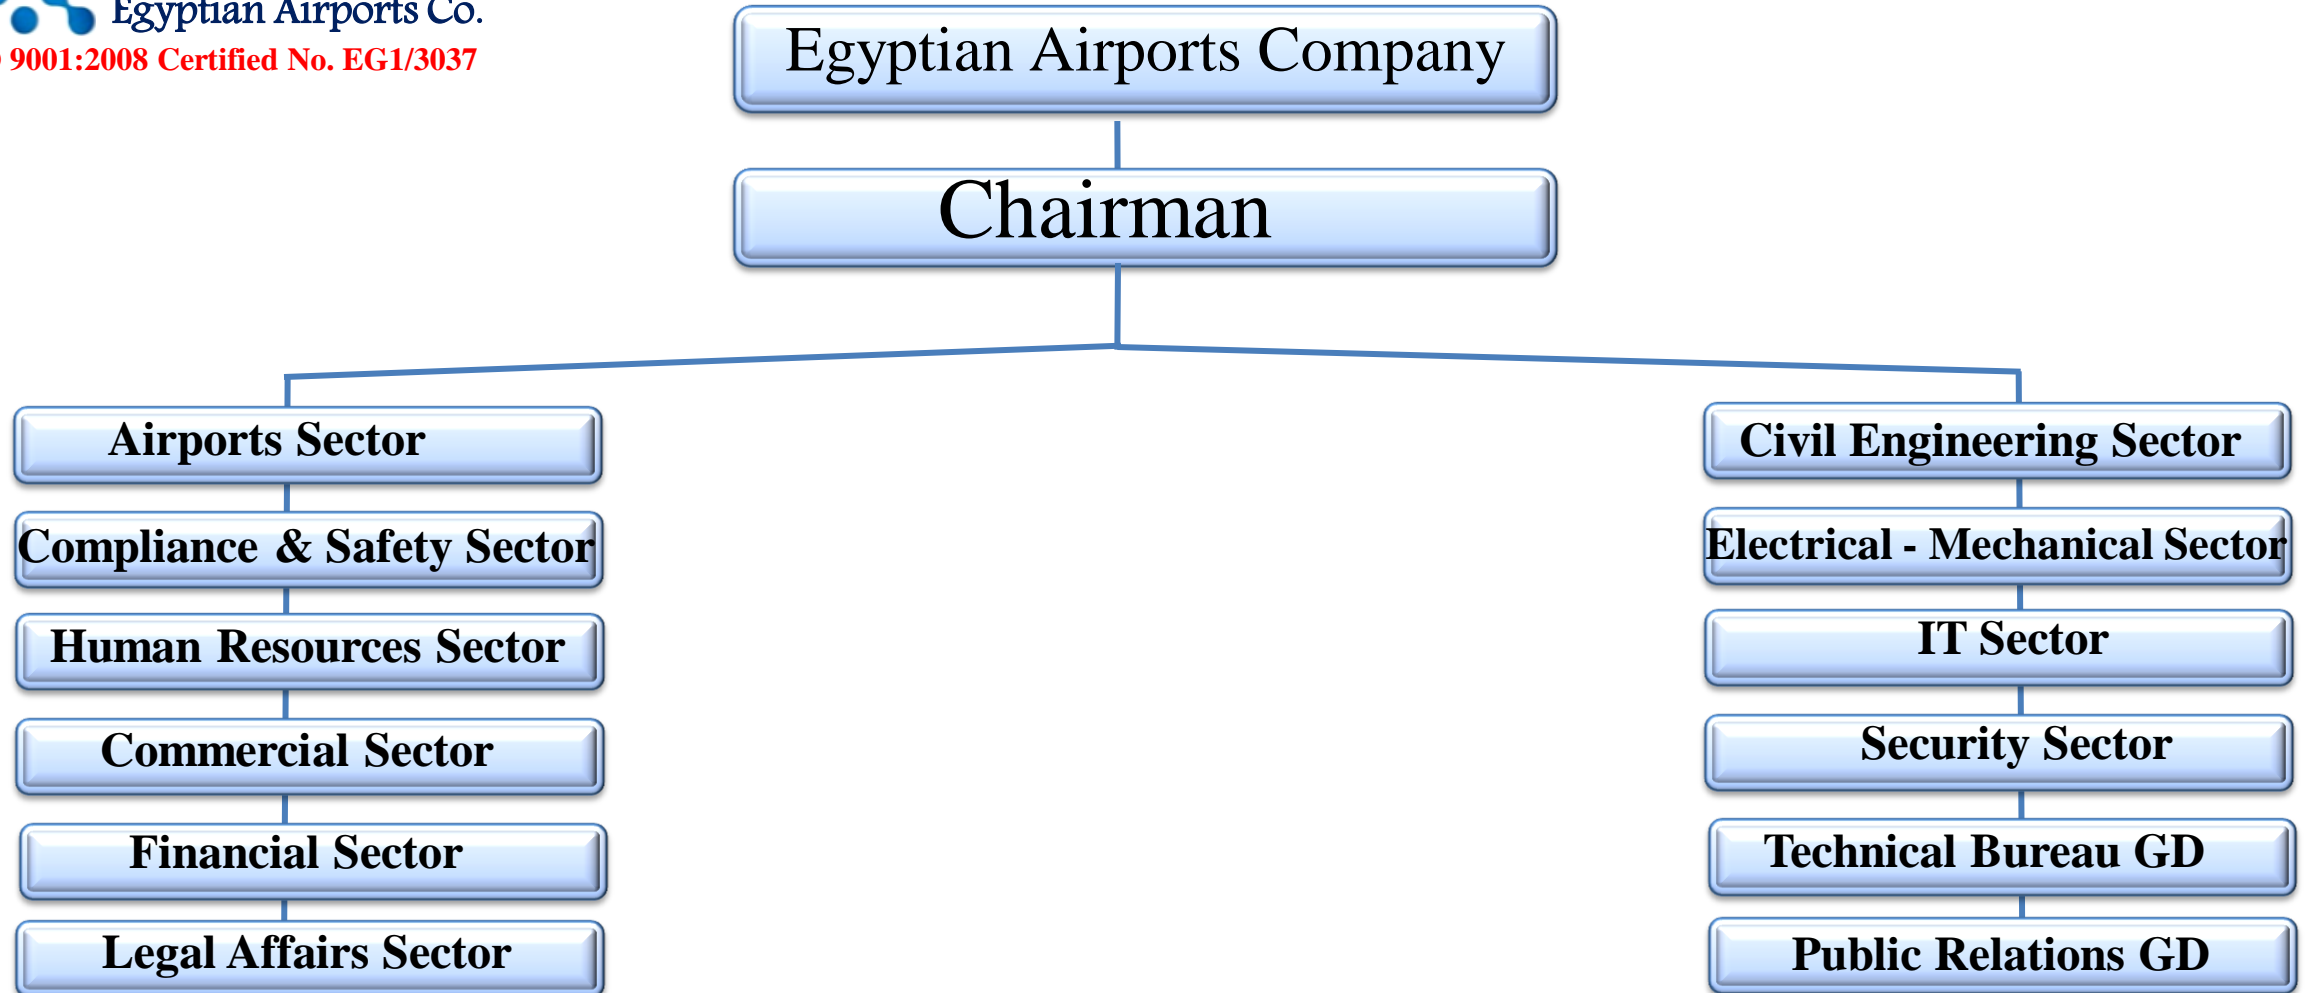 Egyptian Airports Co.
9001:2008 Certified No. EG1/3037
Egyptian Airports Company
Chairman
Airports Sector
Compliance & Safety Sector
Human Resources Sector
Commercial Sector
Financial Sector
Legal Affairs Sector
Civil Engineering Sector
Electrical - Mechanical Sector
IT Sector
Security Sector
Technical Bureau GD
Public Relations GD